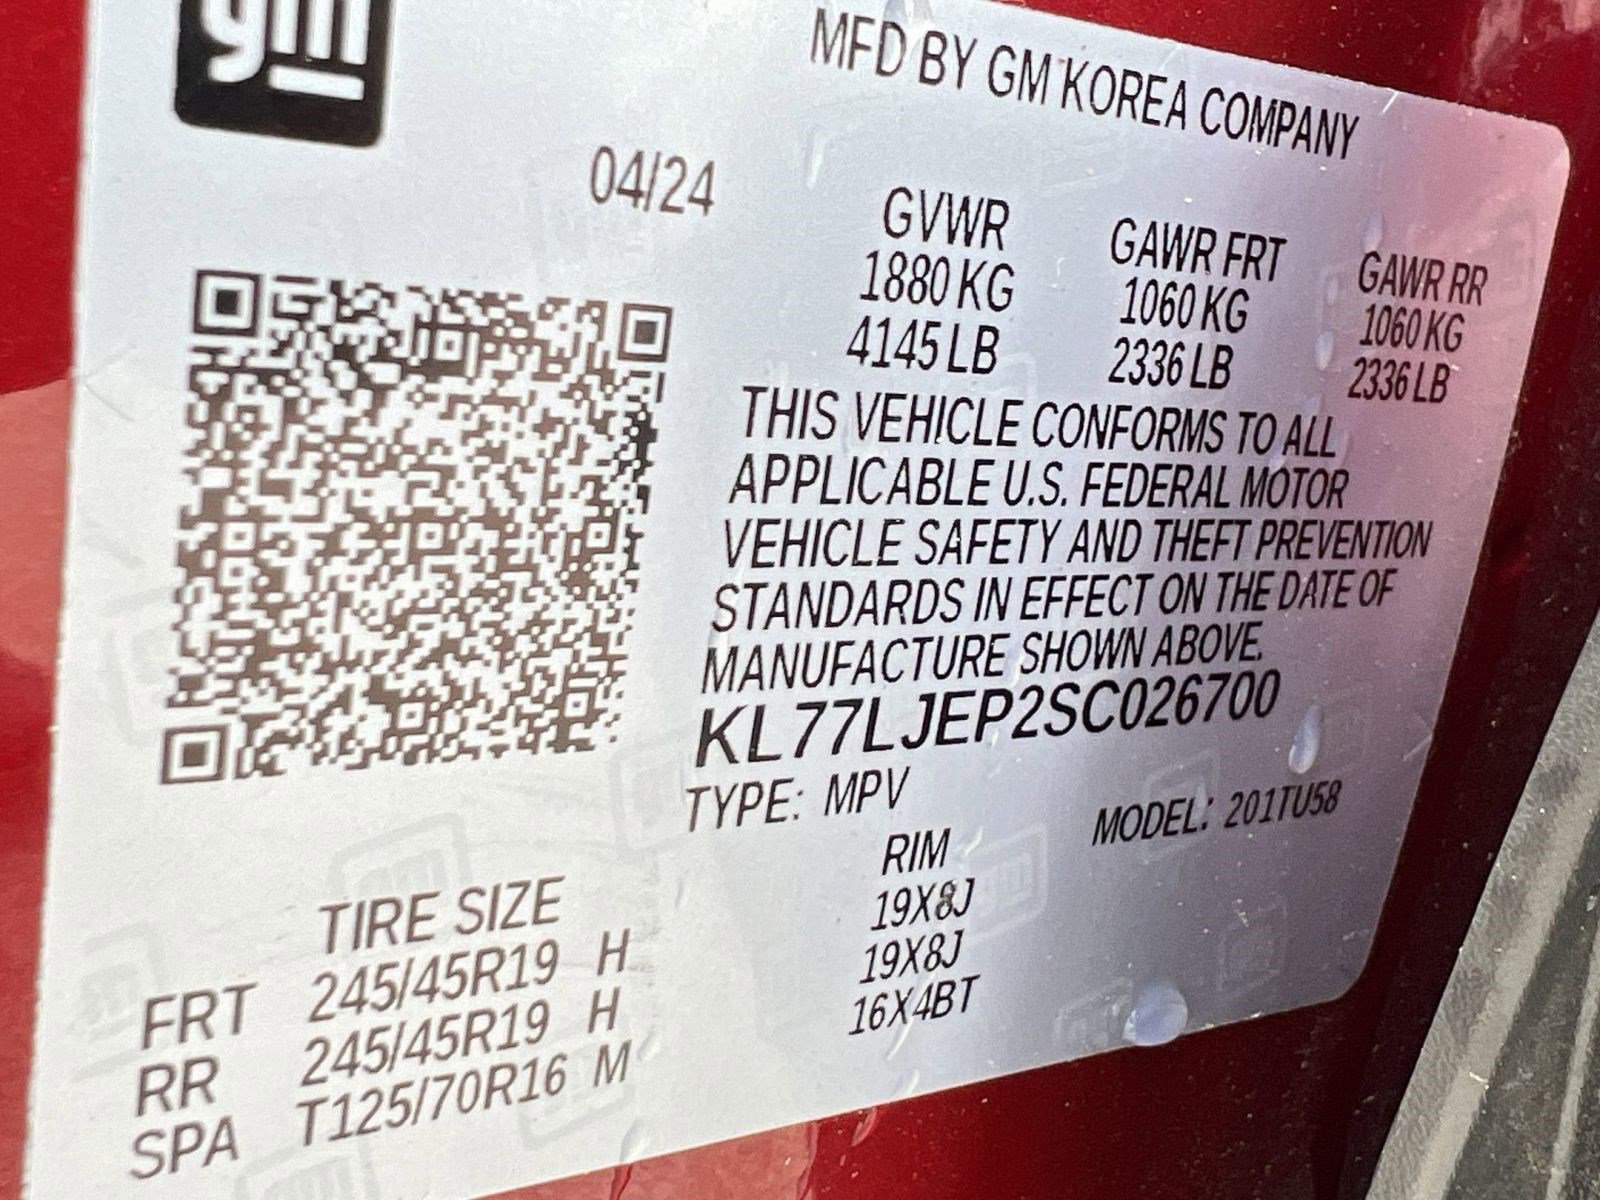 gm
MFD BY GM KOREA COMPANY
04/24
GVWR GAWR FRT GAWR RR
1880 KG 1060 KG 1060 KG
4145 LB 2336 LB 2336 LB
THIS VEHICLE CONFORMS TO ALL
APPLICABLE U.S. FEDERAL MOTOR
VEHICLE SAFETY AND THEFT PREVENTION
STANDARDS IN EFFECT ON THE DATE OF
MANUFACTURE SHOWN ABOVE.
KL77LJEP2SC026700
TYPE: MPV MODEL: 201TU58
TIRE SIZE RIM
FRT 245/45R19 H 19X8J
RR 245/45R19 H 19X8J
SPA T125/70R16 M 16X4BT